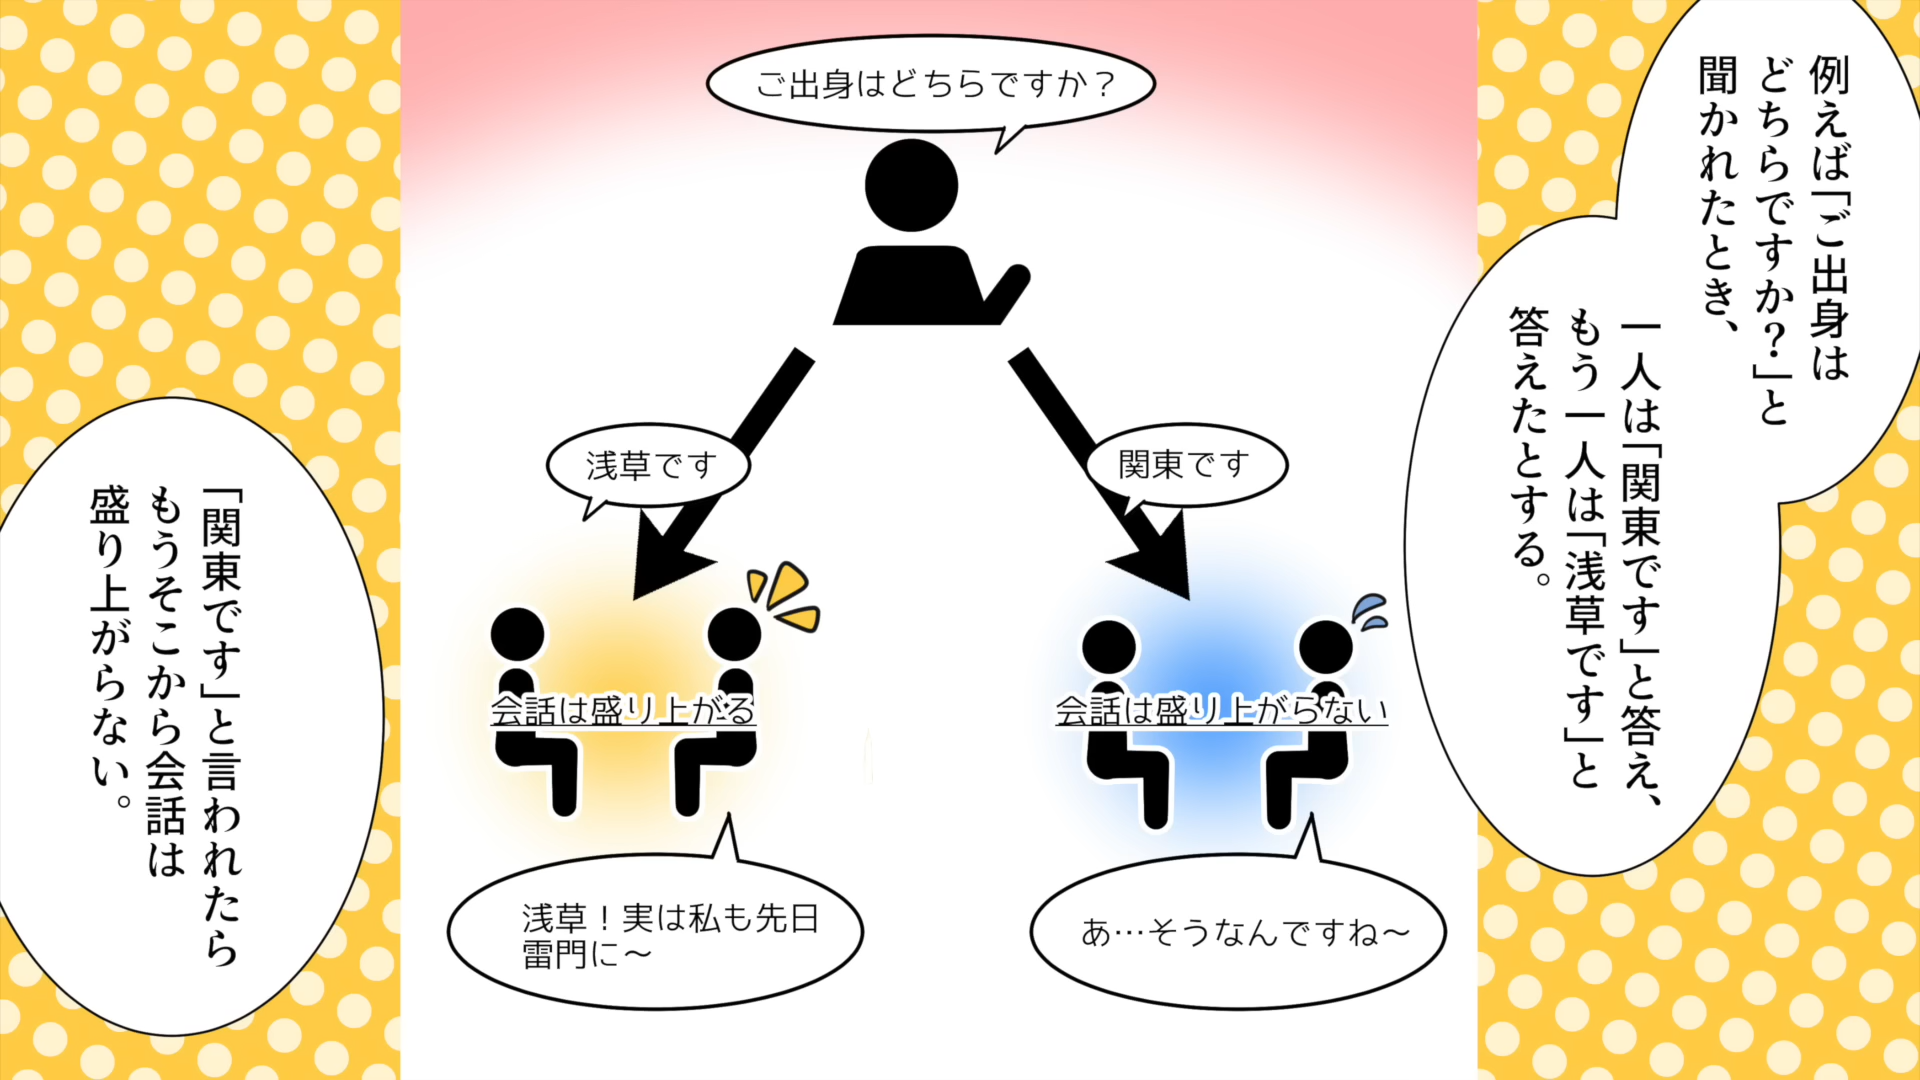 例えば「ご出身は
どちらですか？」と
聞かれたとき、
一人は「関東です」と答え、
もう一人は「浅草です」と
答えたとする。
ご出身はどちらですか？
浅草です
関東です
会話は盛り上がる
会話は盛り上がらない
浅草！実は私も先日
雷門に～
あ…そうなんですね～
「関東です」と言われたら
もうそこから会話は
盛り上がらない。